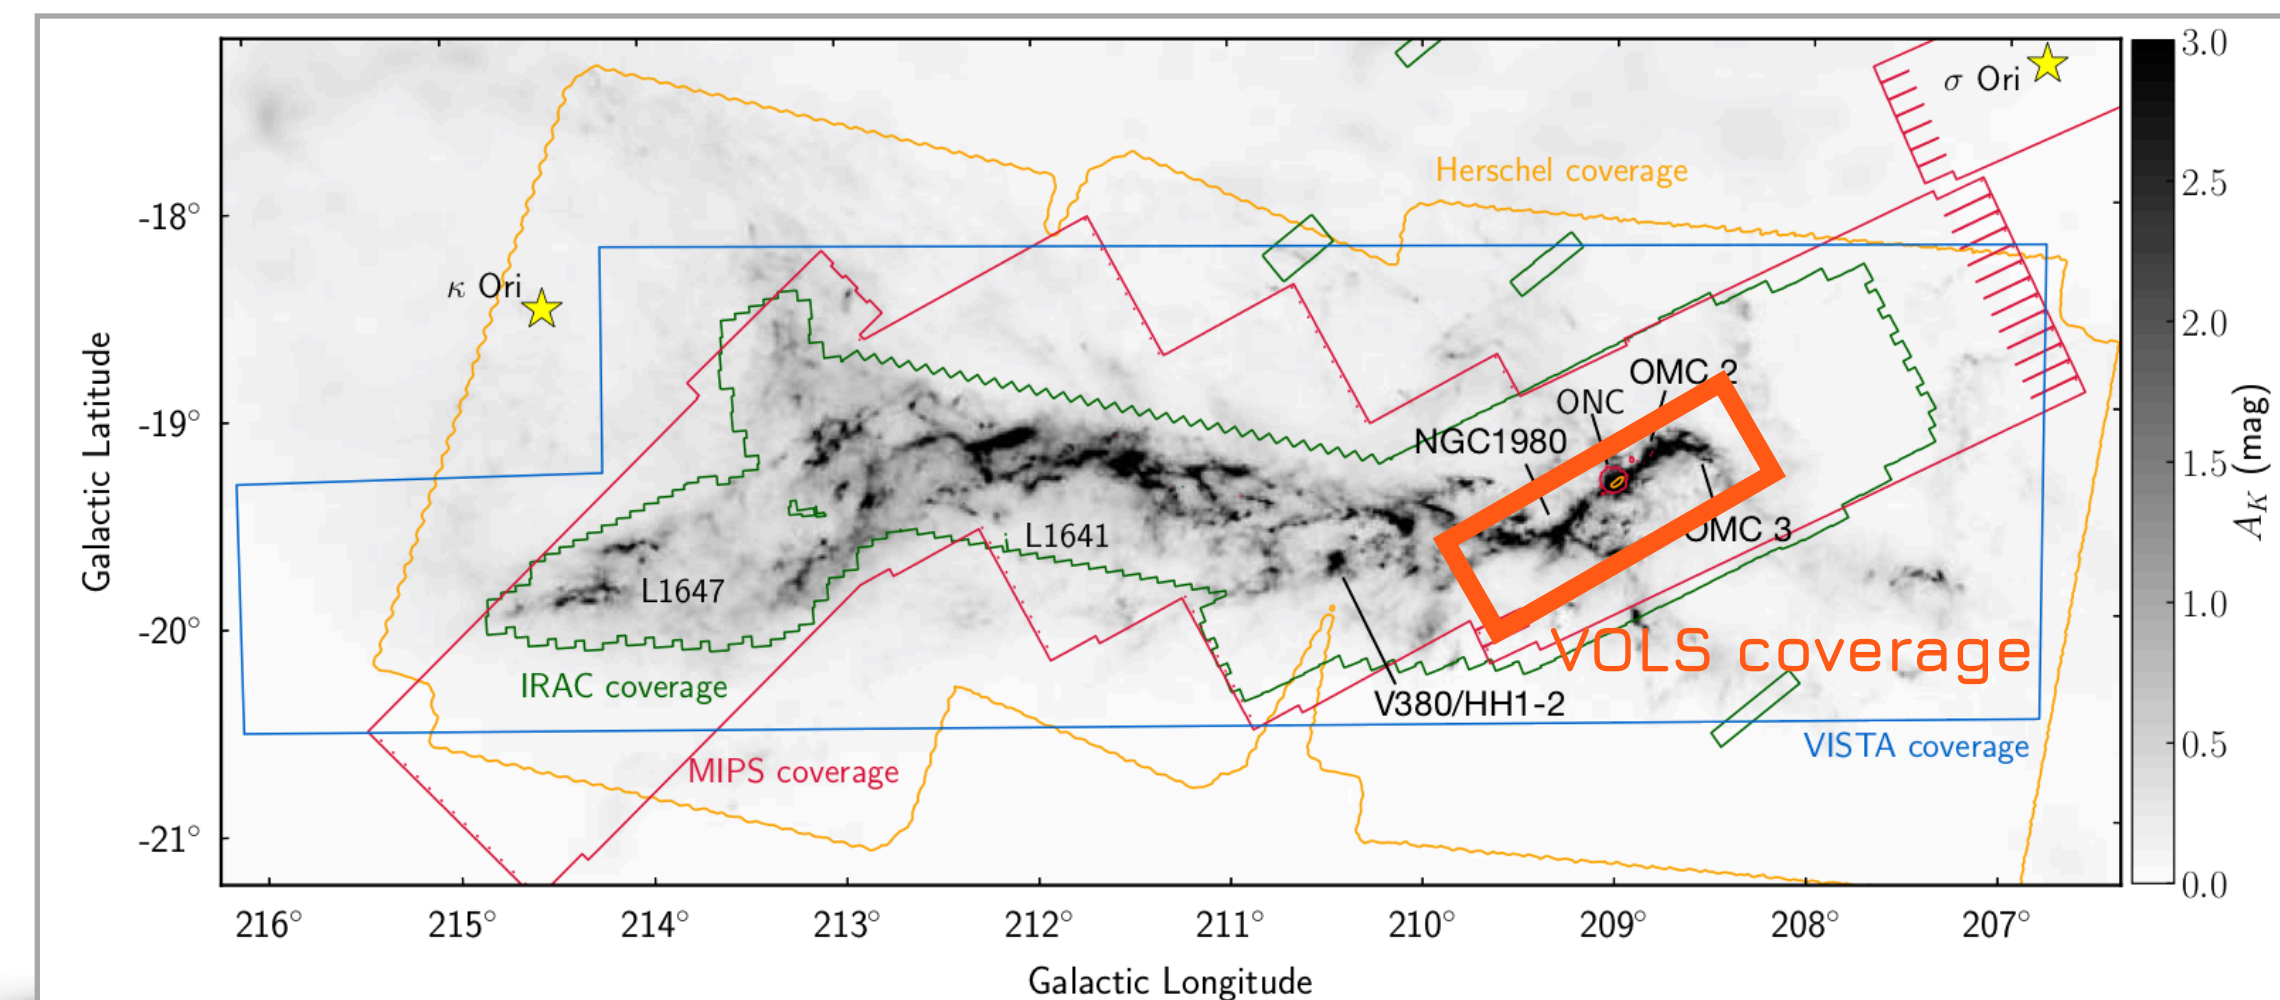 σ Ori
3.0
Herschel coverage
2.5
-18°
κ Ori
2.0
OMC 2
ONC
-19°
NGC1980
1.5
Galactic Latitude
A_K (mag)
L1641
OMC 3
L1647
1.0
-20°
VOLS coverage
IRAC coverage
V380/HH1-2
VISTA coverage
0.5
MIPS coverage
-21°
0.0
216° 215° 214° 213° 212° 211° 210° 209° 208° 207°
Galactic Longitude